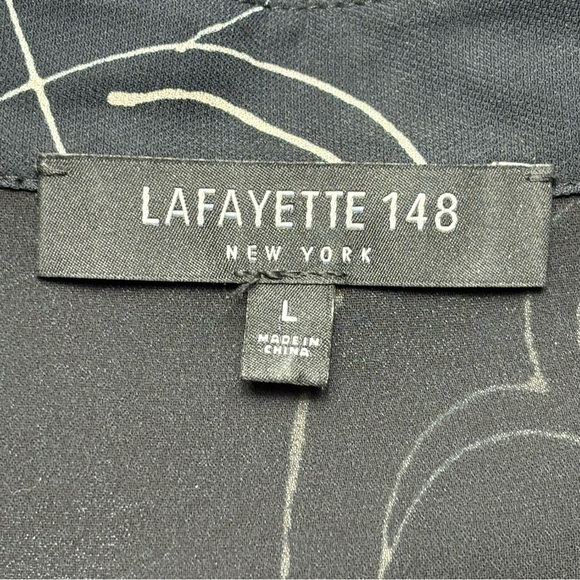 LAFAYETTE 148
NEW YORK
L
MADE IN
CHINA